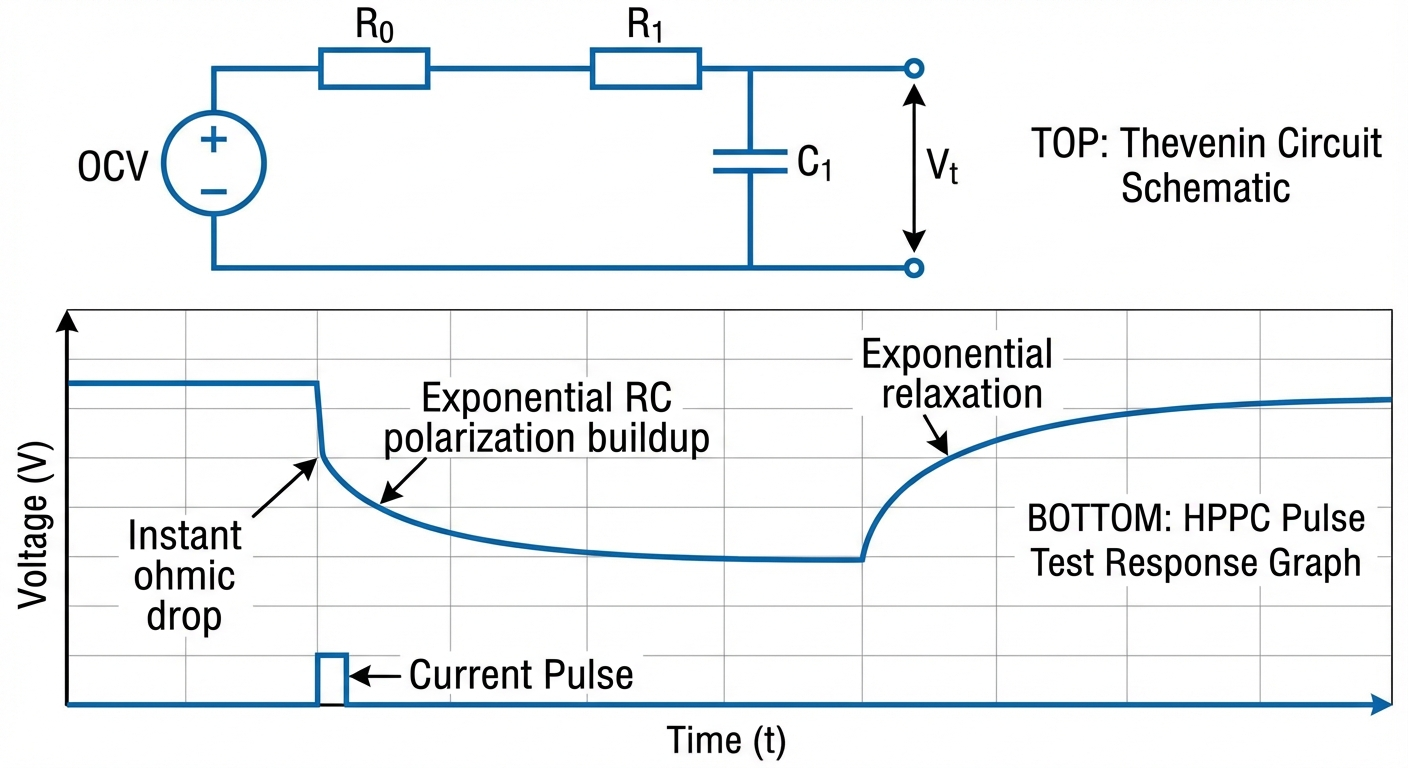 R₀
R₁
OCV
+
−
C₁
Vₜ
TOP: Thevenin Circuit
Schematic
Voltage (V)
Exponential RC
polarization buildup
Exponential
relaxation
Instant
ohmic
drop
BOTTOM: HPPC Pulse
Test Response Graph
Current Pulse
Time (t)